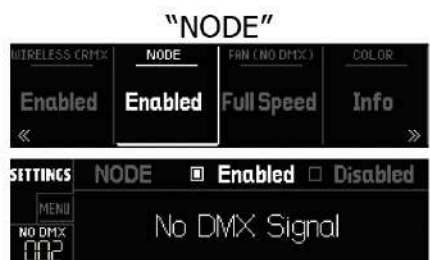 “NODE”
WIRELESS CRMX NODE FAN (NO DMX) COLOR
Enabled Enabled Full Speed Info
« »
SETTINGS NODE Enabled Disabled
MENU
No DMX Signal
NO DMX
002